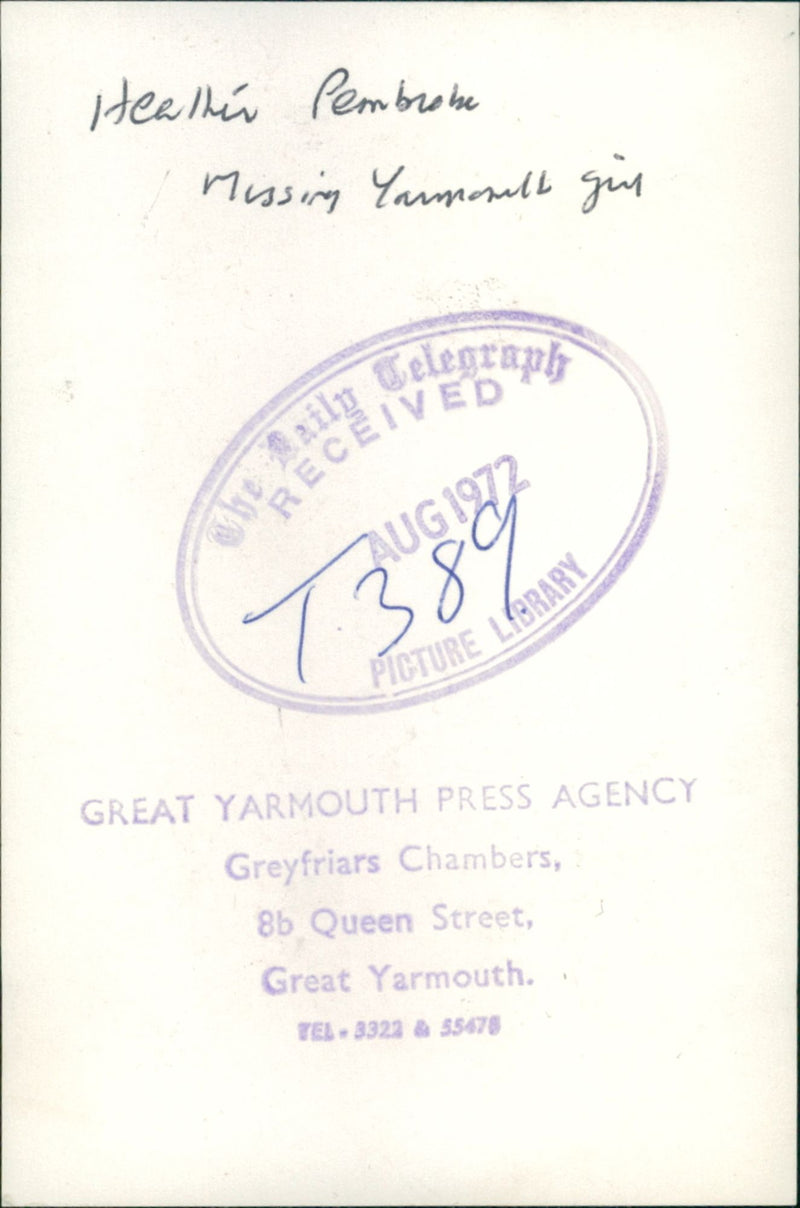 Heather Pembroke
Missing Yarmouth girl
The Daily Telegraph
RECEIVED
AUG 1972
T.389
PICTURE LIBRARY
GREAT YARMOUTH PRESS AGENCY
Greyfriars Chambers,
8b Queen Street,
Great Yarmouth.
TEL. 3322 & 55478